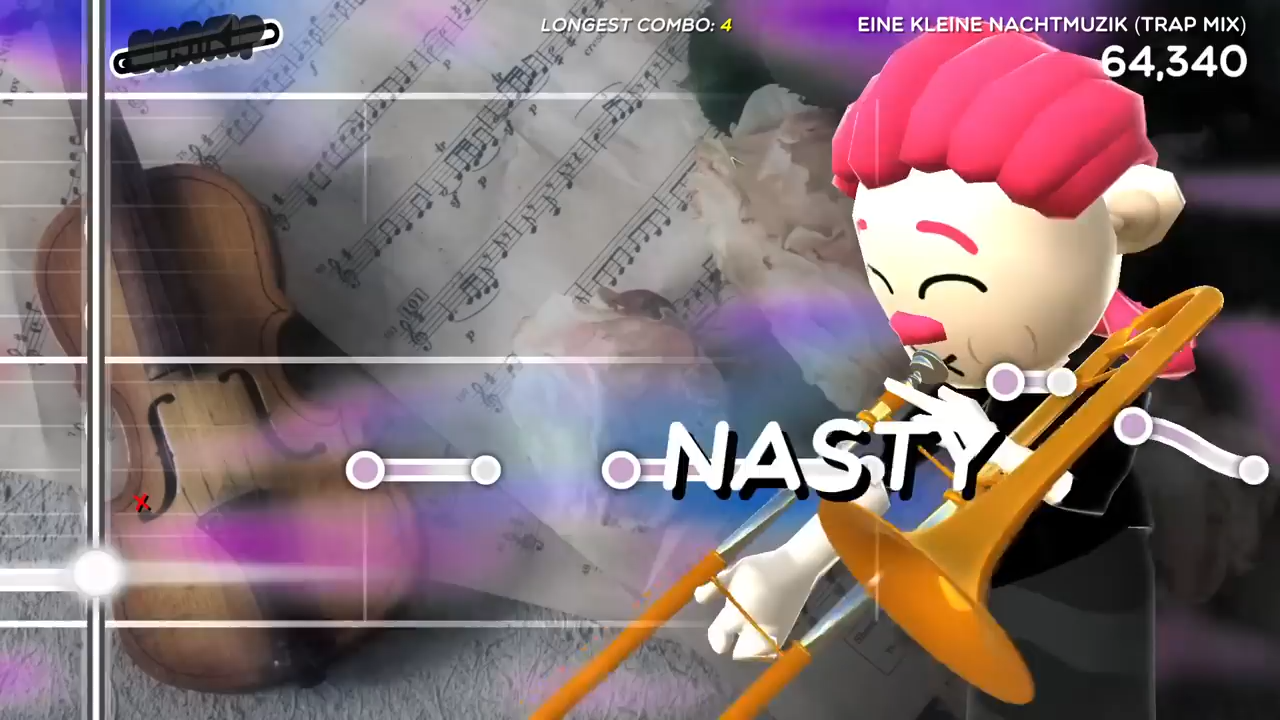 LONGEST COMBO: 4
EINE KLEINE NACHTMUZIK (TRAP MIX)
64,340
NASTY
x